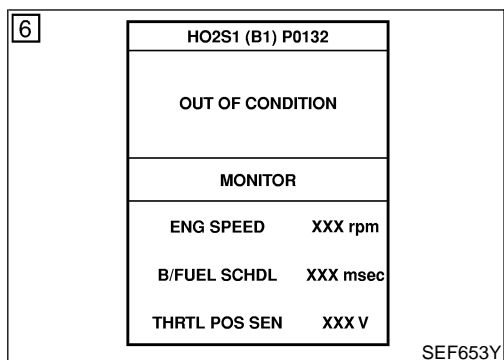 6
HO2S1 (B1) P0132
OUT OF CONDITION
MONITOR
ENG SPEED XXX rpm
B/FUEL SCHDL XXX msec
THRTL POS SEN XXX V
SEF653Y